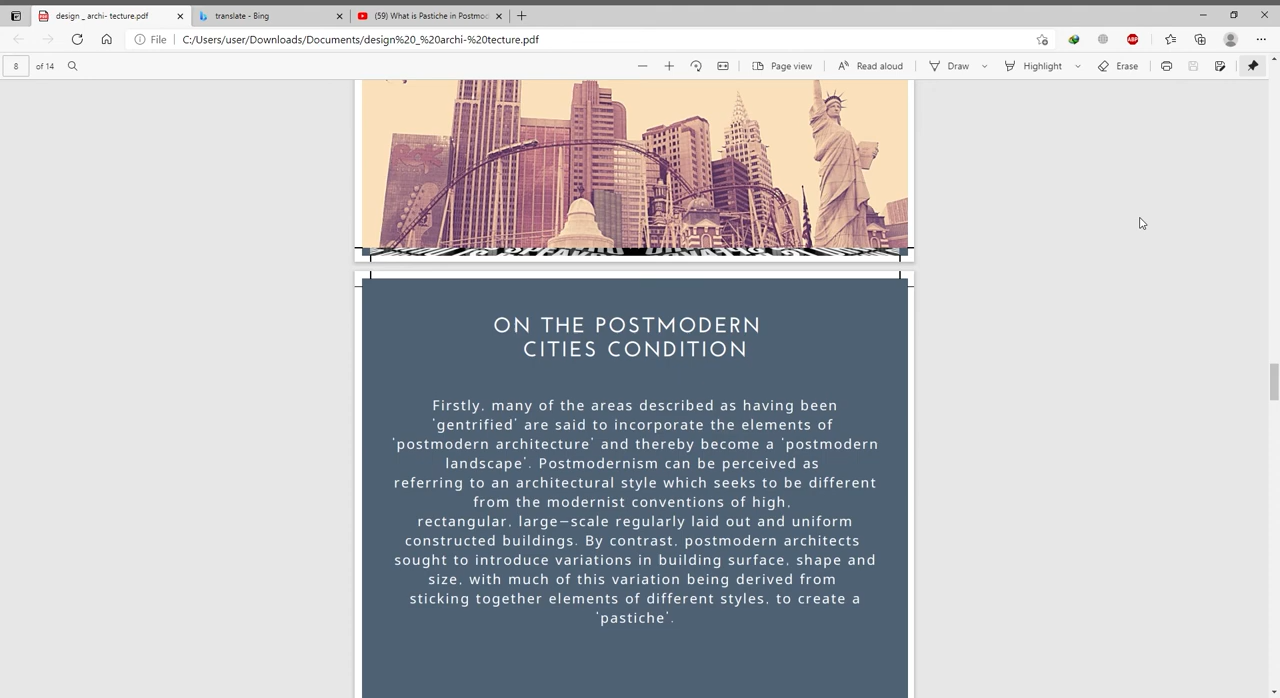 design _ archi- tecture.pdf
translate - Bing
(59) What is Pastiche in Postmod
File
C:/Users/user/Downloads/Documents/design%20_%20archi-%20tecture.pdf
ABP
8 of 14
Page view
Read aloud
Draw
Highlight
Erase
ON THE POSTMODERN
CITIES CONDITION
Firstly, many of the areas described as having been
'gentrified' are said to incorporate the elements of
'postmodern architecture' and thereby become a 'postmodern
landscape'. Postmodernism can be perceived as
referring to an architectural style which seeks to be different
from the modernist conventions of high,
rectangular, large-scale regularly laid out and uniform
constructed buildings. By contrast, postmodern architects
sought to introduce variations in building surface, shape and
size, with much of this variation being derived from
sticking together elements of different styles, to create a
'pastiche'.